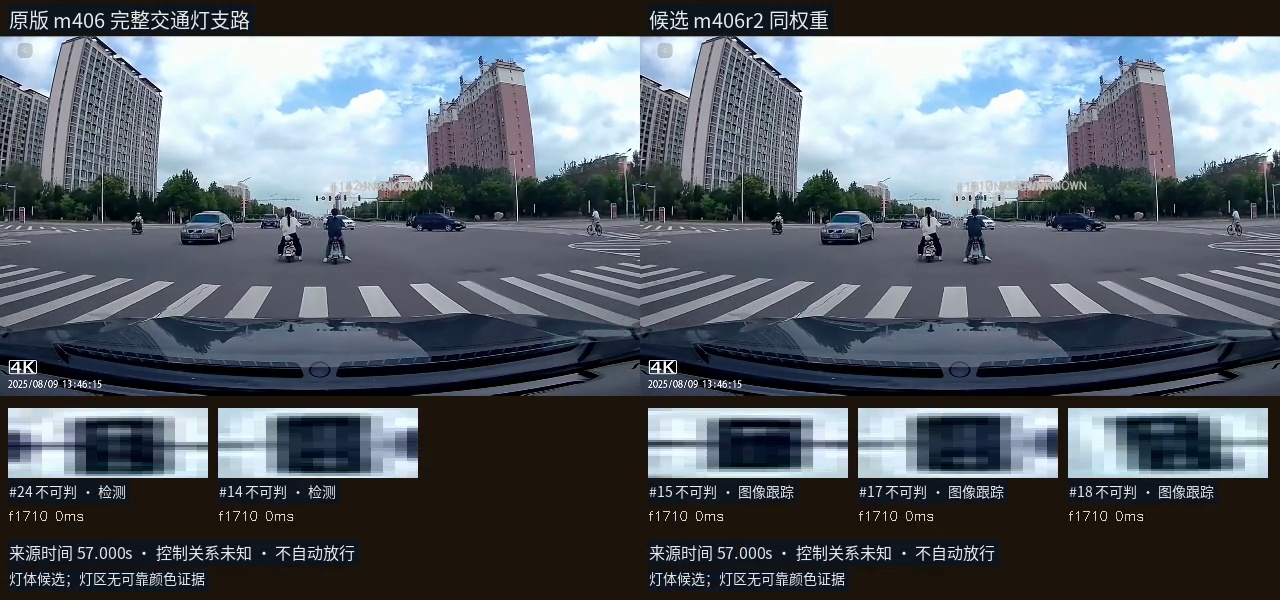 原版 m406 完整交通灯支路
候选 m406r2 同权重
4K
2025/08/09 13:46:15
4K
2025/08/09 13:46:15
#24 不可判 · 检测
#14 不可判 · 检测
#15 不可判 · 图像跟踪
#17 不可判 · 图像跟踪
#18 不可判 · 图像跟踪
f1710 0ms
f1710 0ms
f1710 0ms
f1710 0ms
f1710 0ms
来源时间 57.000s · 控制关系未知 · 不自动放行
来源时间 57.000s · 控制关系未知 · 不自动放行
灯体候选；灯区无可靠颜色证据
灯体候选；灯区无可靠颜色证据